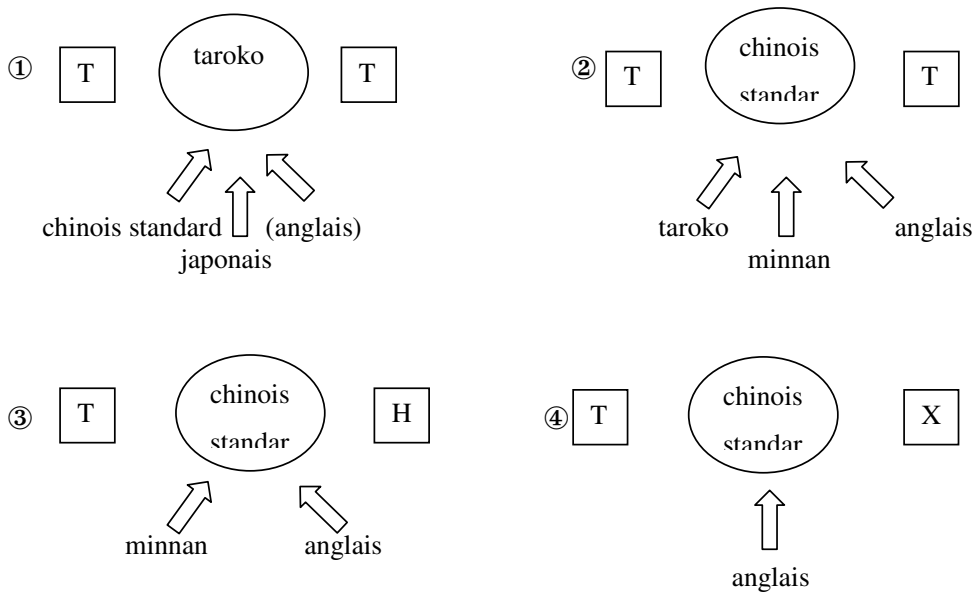 ① T taroko T
chinois standard (anglais)
japonais
② T chinois T
standar
taroko anglais
minnan
③ T chinois H
standar
minnan anglais
④ T chinois X
standar
anglais